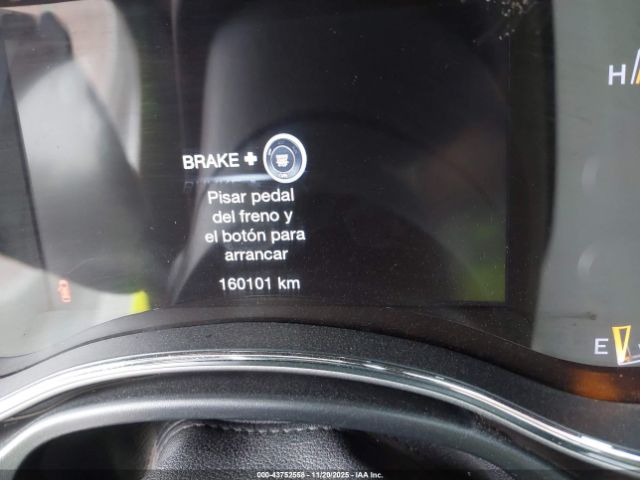 H
BRAKE +
Pisar pedal
del freno y
el botón para
arrancar
160101 km
E
000-43752558 - 11/20/2025 - IAA Inc.